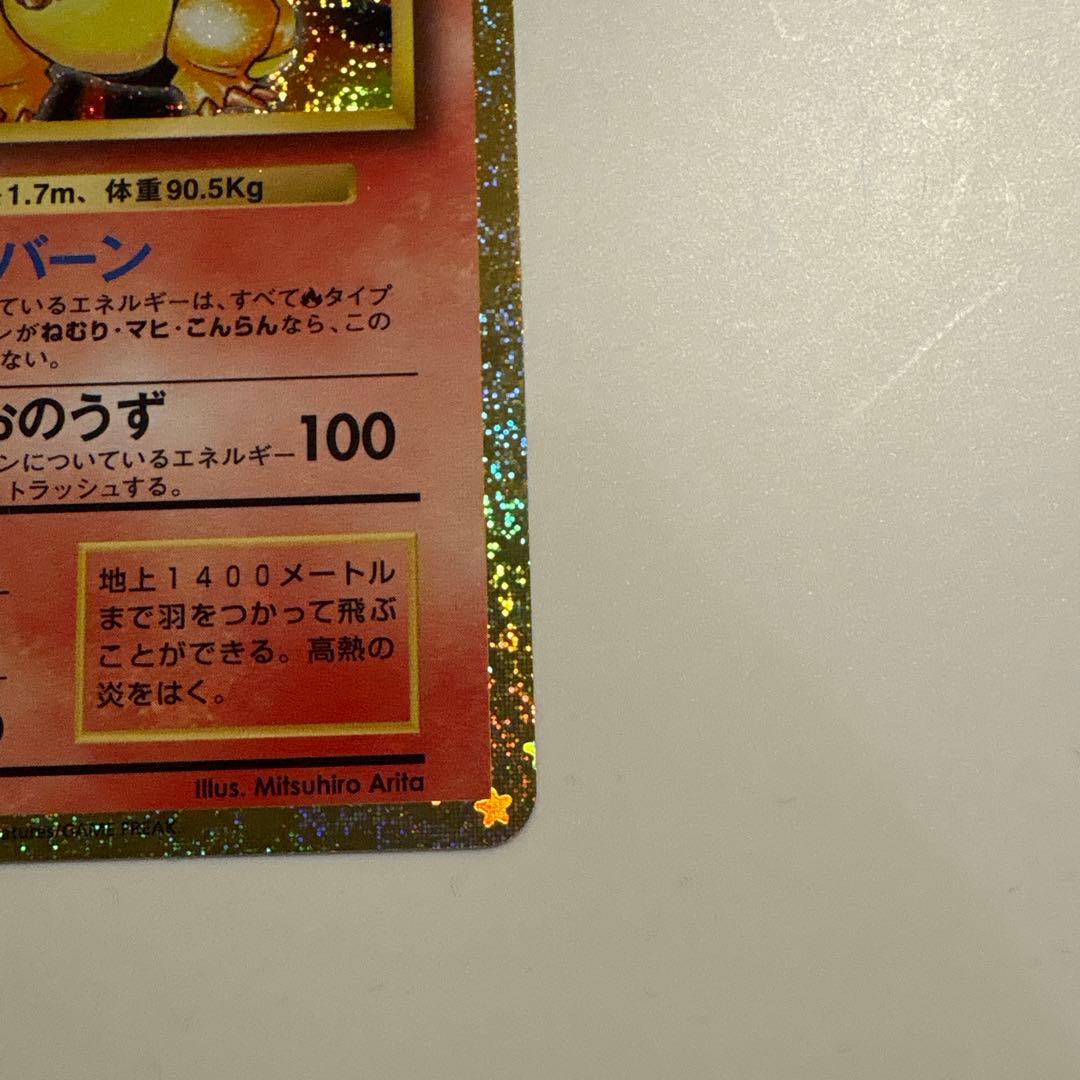 1.7m、体重90.5Kg
バーン
ているエネルギーは、すべて🔥タイプ
ンがねむり・マヒ・こんらんなら、この
ない。
おのうず
100
ンについているエネルギー
トラッシュする。
地上1400メートル
まで羽をつかって飛ぶ
ことができる。高熱の
炎をはく。
illus. Mitsuhiro Arita
atures/GAME FREAK